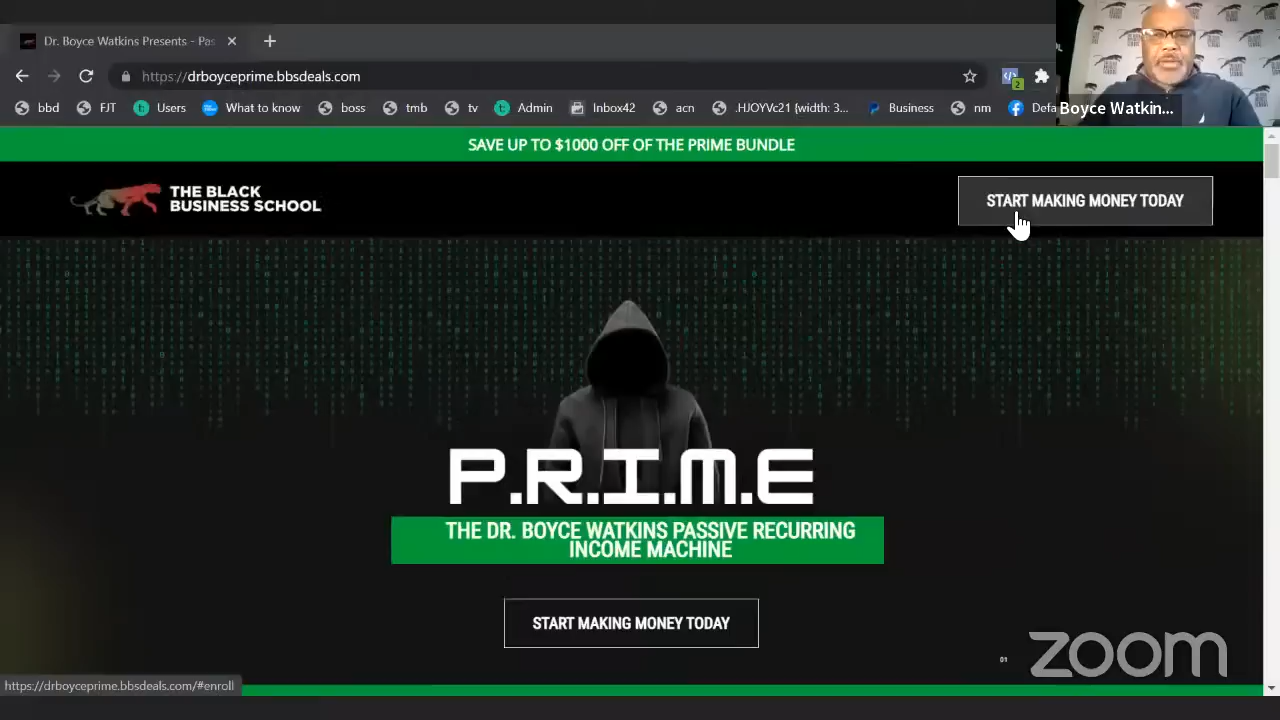 Dr. Boyce Watkins Presents - Pas
https://drboyceprime.bbsdeals.com
2
bbd
FJT
Users
What to know
boss
tmb
tv
Admin
Inbox42
acn
.HJOYVc21 {width: 3...
Business
nm
Defa
Boyce Watkin...
SAVE UP TO $1000 OFF OF THE PRIME BUNDLE
THE BLACK
BUSINESS SCHOOL
START MAKING MONEY TODAY
P.R.I.M.E
THE DR. BOYCE WATKINS PASSIVE RECURRING
INCOME MACHINE
START MAKING MONEY TODAY
01
zoom
https://drboyceprime.bbsdeals.com/#enroll